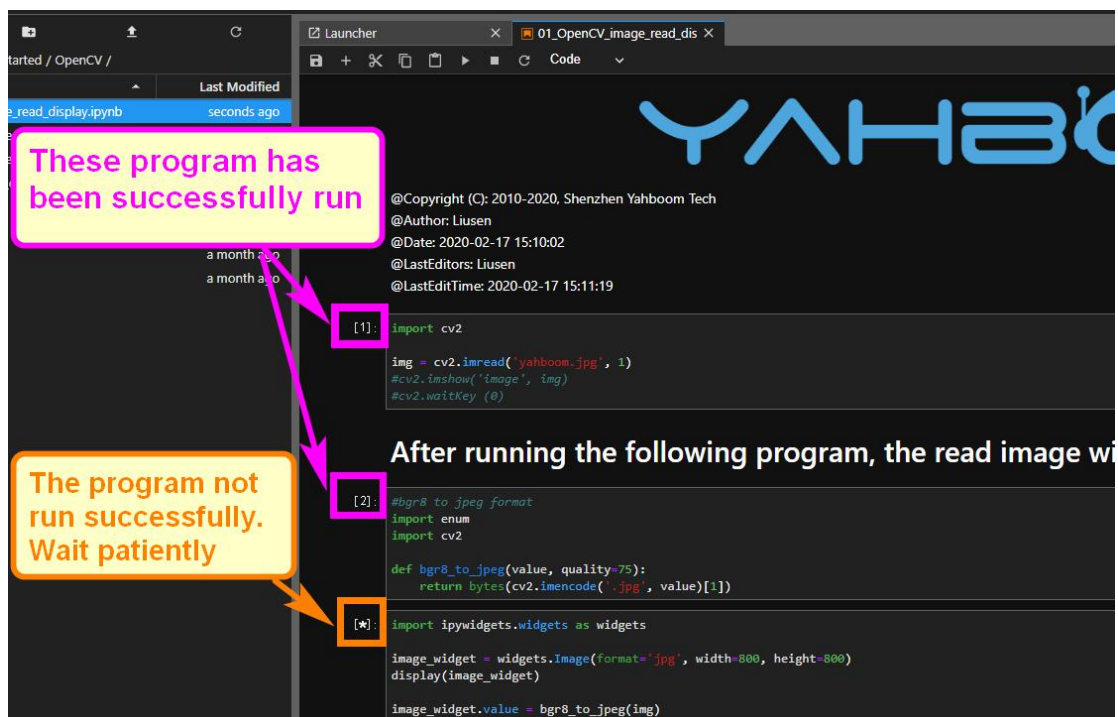 Launcher
01_OpenCV_image_read_dis
tarted / OpenCV /
Code
Last Modified
e_read_display.ipynb
seconds ago
These program has
been successfully run
a month ago
a month ago
@Copyright (C): 2010-2020, Shenzhen Yahboom Tech
@Author: Liusen
@Date: 2020-02-17 15:10:02
@LastEditors: Liusen
@LastEditTime: 2020-02-17 15:11:19
[1]:
import cv2
img = cv2.imread('yahboom.jpg', 1)
#cv2.imshow('image', img)
#cv2.waitKey (0)
After running the following program, the read image wi
The program not
run successfully.
Wait patiently
[2]:
#bgr8 to jpeg format
import enum
import cv2
def bgr8_to_jpeg(value, quality=75):
return bytes(cv2.imencode('.jpg', value)[1])
[*]:
import ipywidgets.widgets as widgets
image_widget = widgets.Image(format='jpg', width=800, height=800)
display(image_widget)
image_widget.value = bgr8_to_jpeg(img)